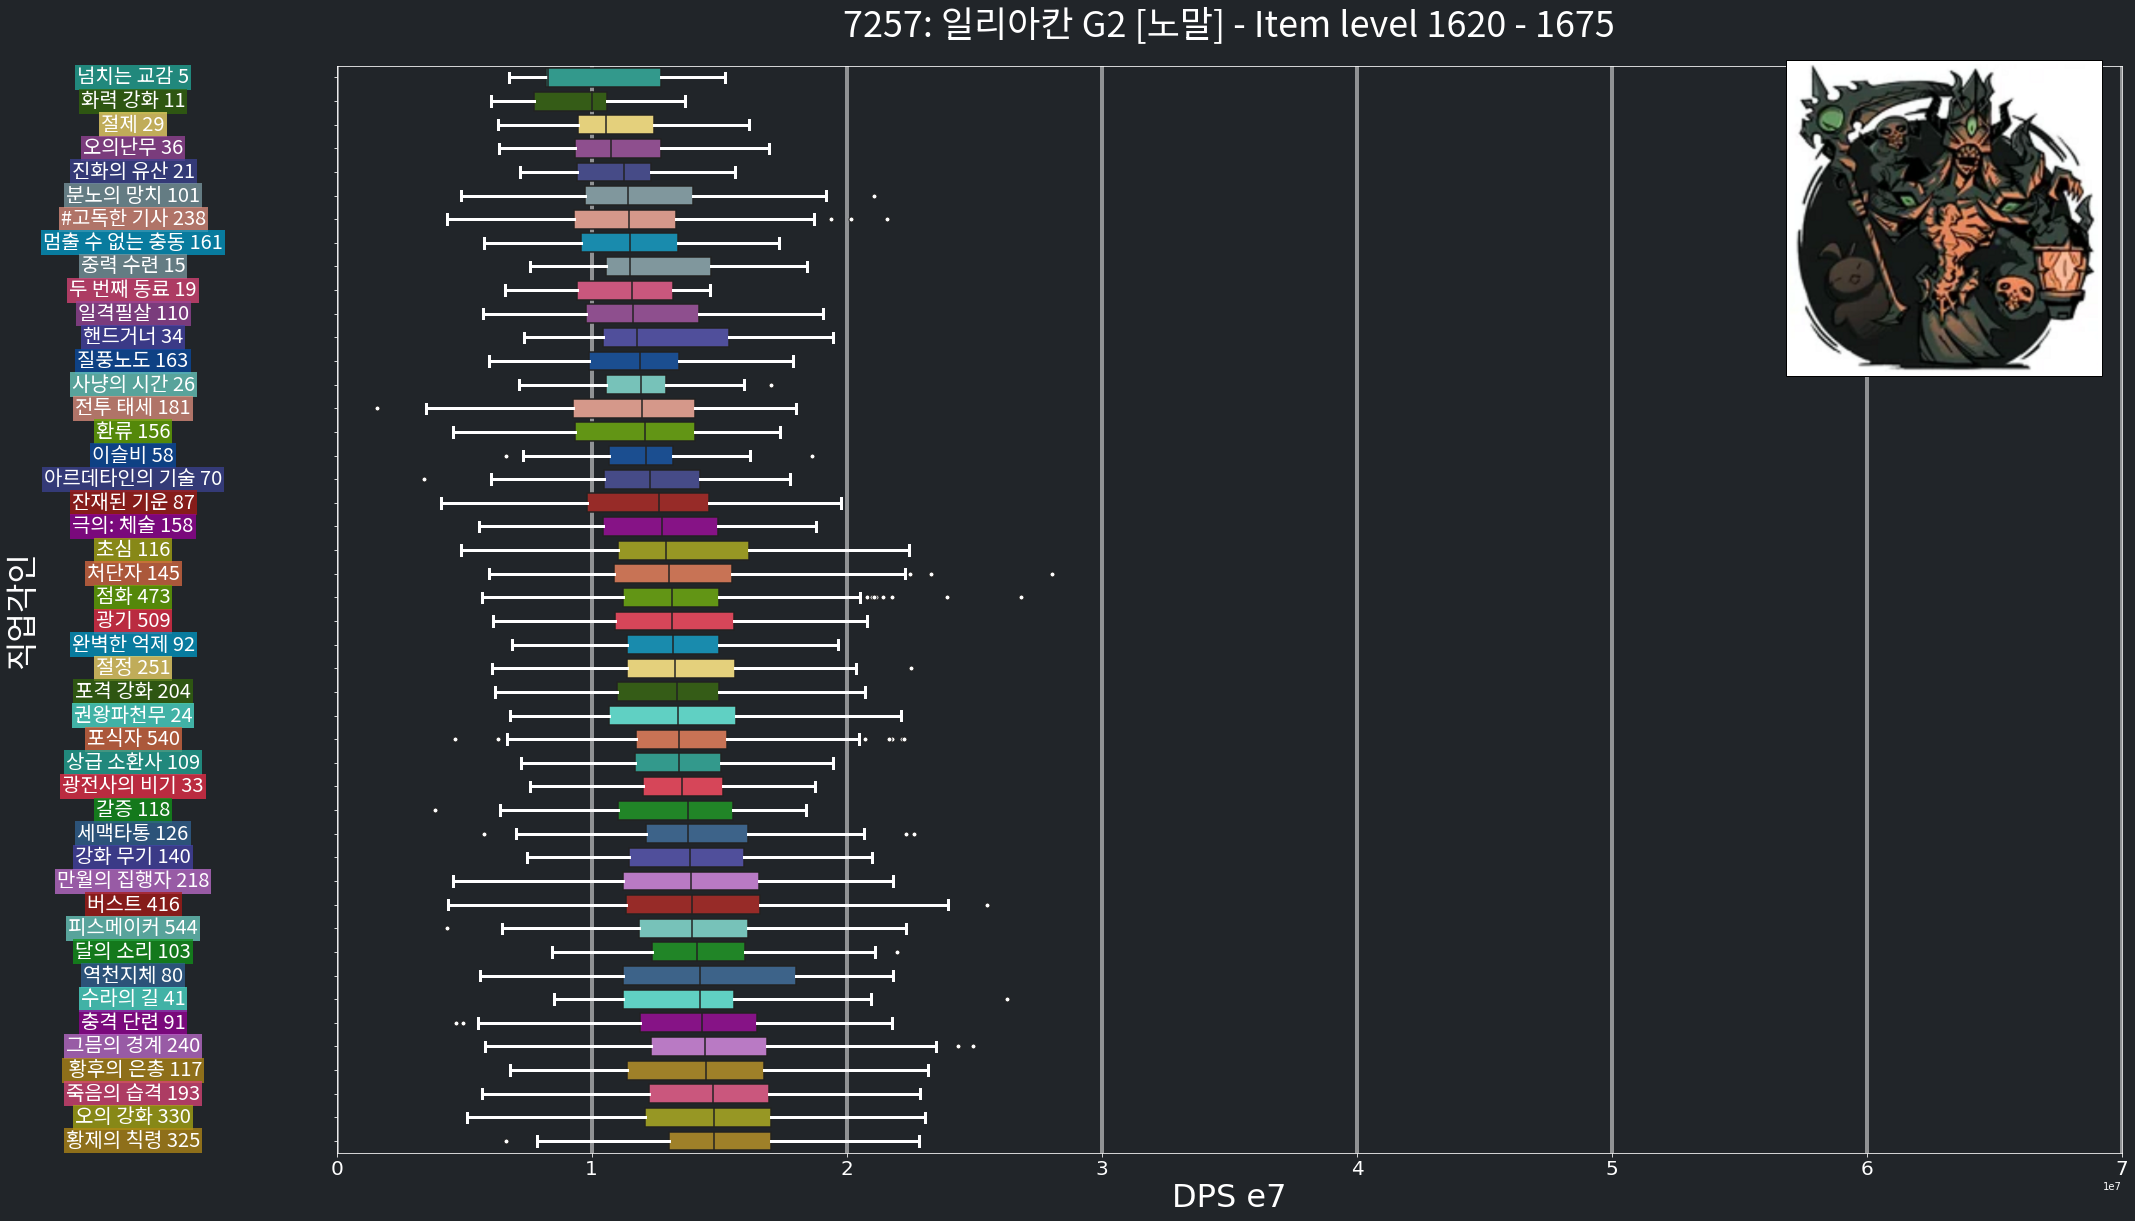 7257: 일리아칸 G2 [노말] - Item level 1620 - 1675
넘치는 교감 5
화력 강화 11
절제 29
오의난무 36
진화의 유산 21
분노의 망치 101
#고독한 기사 238
멈출 수 없는 충동 161
중력 수련 15
두 번째 동료 19
일격필살 110
핸드거너 34
질풍노도 163
사냥의 시간 26
전투 태세 181
환류 156
이슬비 58
아르데타인의 기술 70
잔재된 기운 87
극의: 체술 158
초심 116
처단자 145
점화 473
광기 509
완벽한 억제 92
절정 251
포격 강화 204
권왕파천무 24
포식자 540
상급 소환사 109
광전사의 비기 33
갈증 118
세맥타통 126
강화 무기 140
만월의 집행자 218
버스트 416
피스메이커 544
달의 소리 103
역천지체 80
수라의 길 41
충격 단련 91
그믐의 경계 240
황후의 은총 117
죽음의 습격 193
오의 강화 330
황제의 칙령 325
직업각인
0 1 2 3 4 5 6 7
1e7
DPS e7